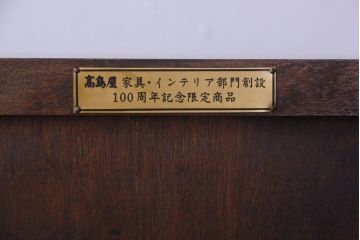 髙島屋 家具・インテリア部門創設
100周年記念限定商品